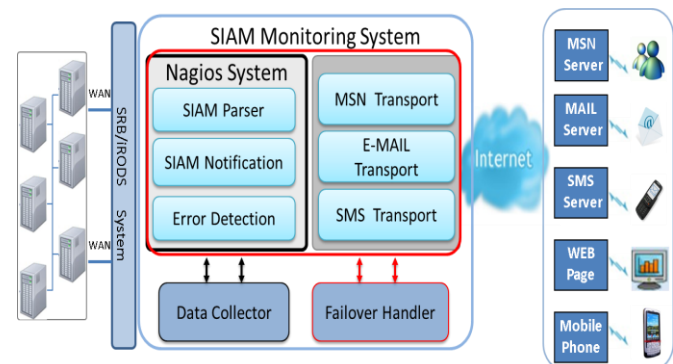 SIAM Monitoring System
WAN
WAN
SRB/iRODS System
Nagios System
SIAM Parser
SIAM Notification
Error Detection
MSN Transport
E-MAIL
Transport
SMS Transport
Data Collector
Failover Handler
Internet
MSN
Server
MAIL
Server
@
SMS
Server
WEB
Page
Mobile
Phone